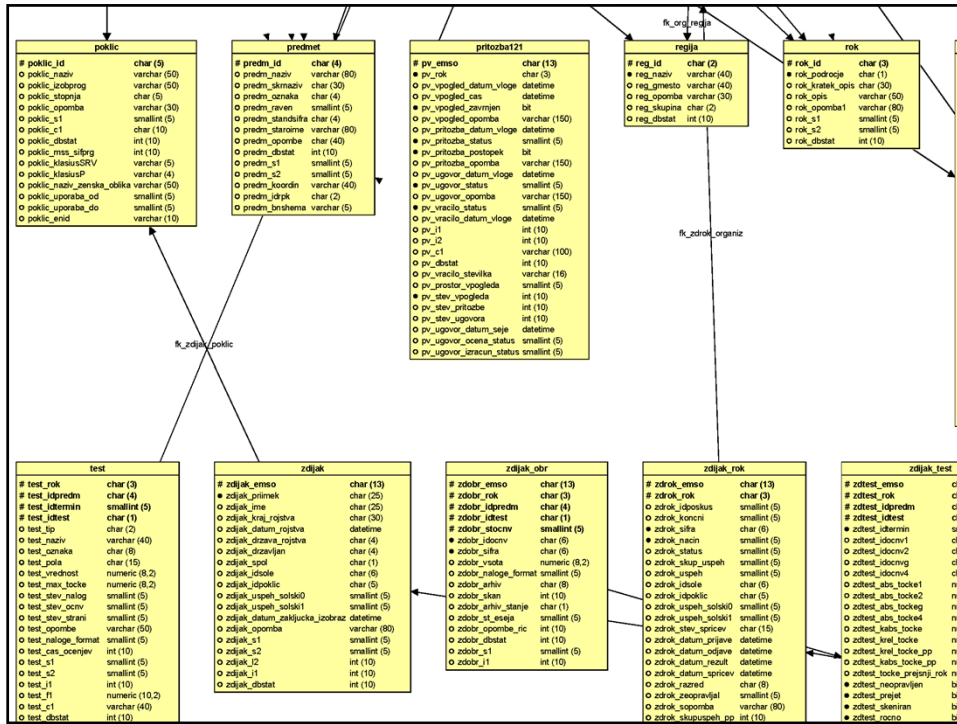 fk_org_regija
poklic
# poklic_id char (5)
poklic_naziv varchar (50)
poklic_izobprog varchar (50)
poklic_stopnja char (5)
poklic_opomba varchar (30)
poklic_s1 smallint (5)
poklic_c1 char (10)
poklic_dbstat int (10)
poklic_mss_sifprg int (10)
poklic_klasiusSRV varchar (5)
poklic_klasiusP varchar (4)
poklic_naziv_zenska_oblika varchar (50)
poklic_uporaba_od smallint (5)
poklic_uporaba_do smallint (5)
poklic_enid varchar (10)
predmet
# predm_id char (4)
predm_naziv varchar (80)
predm_skrnaziv char (30)
predm_oznaka char (4)
predm_raven smallint (5)
predm_standsifra char (4)
predm_staroime varchar (80)
predm_opombe char (40)
predm_dbstat int (10)
predm_s1 smallint (5)
predm_s2 smallint (5)
predm_koordin varchar (40)
predm_idrpk char (2)
predm_bnshema varchar (5)
pritozba121
# pv_emso char (13)
pv_rok char (3)
pv_vpogled_datum_vloge datetime
pv_vpogled_cas datetime
pv_vpogled_zavrnjen bit
pv_vpogled_opomba varchar (150)
pv_pritozba_datum_vloge datetime
pv_pritozba_status smallint (5)
pv_pritozba_postopek bit
pv_pritozba_opomba varchar (150)
pv_ugovor_datum_vloge datetime
pv_ugovor_status smallint (5)
pv_ugovor_opomba varchar (150)
pv_vracilo_status smallint (5)
pv_vracilo_datum_vloge datetime
pv_i1 int (10)
pv_i2 int (10)
pv_c1 varchar (100)
pv_dbstat int (10)
pv_vracilo_stevilka varchar (16)
pv_prostor_vpogleda smallint (5)
pv_stev_vpogleda int (10)
pv_stev_pritozbe int (10)
pv_stev_ugovora int (10)
pv_ugovor_datum_seje datetime
pv_ugovor_ocena_status smallint (5)
pv_ugovor_izracun_status smallint (5)
regija
# reg_id char (2)
reg_naziv varchar (40)
reg_gmesto varchar (40)
reg_opomba varchar (30)
reg_skupina char (2)
reg_dbstat int (10)
rok
# rok_id char (3)
rok_podrocje char (1)
rok_kratek_opis char (30)
rok_opis varchar (50)
rok_opomba1 varchar (80)
rok_s1 smallint (5)
rok_s2 smallint (5)
rok_dbstat int (10)
fk_zdrok_organiz
fk_zdijak_poklic
test
# test_rok char (3)
# test_idpredm char (4)
# test_idtermin smallint (5)
# test_idtest char (1)
test_tip char (2)
test_naziv varchar (40)
test_oznaka char (8)
test_pola char (15)
test_vrednost numeric (8,2)
test_max_tocke numeric (8,2)
test_stev_nalog smallint (5)
test_stev_ocnv smallint (5)
test_stev_strani smallint (5)
test_opombe varchar (50)
test_naloge_format smallint (5)
test_cas_ocenjev int (10)
test_s1 smallint (5)
test_s2 smallint (5)
test_i1 int (10)
test_f1 numeric (10,2)
test_c1 varchar (40)
test_dbstat int (10)
zdijak
# zdijak_emso char (13)
zdijak_priimek char (25)
zdijak_ime char (25)
zdijak_kraj_rojstva char (30)
zdijak_datum_rojstva datetime
zdijak_drzava_rojstva char (4)
zdijak_drzavljan char (4)
zdijak_spol char (1)
zdijak_idsole char (6)
zdijak_idpoklic char (5)
zdijak_uspeh_solski0 smallint (5)
zdijak_uspeh_solski1 smallint (5)
zdijak_datum_zakljucka_izobraz datetime
zdijak_opomba varchar (80)
zdijak_s1 smallint (5)
zdijak_s2 smallint (5)
zdijak_i2 int (10)
zdijak_i1 int (10)
zdijak_dbstat int (10)
zdijak_obr
# zdobr_emso char (13)
# zdobr_rok char (3)
# zdobr_idpredm char (4)
# zdobr_idtest char (1)
# zdobr_stocnv smallint (5)
zdobr_idocnv char (6)
zdobr_sifra char (6)
zdobr_vsota numeric (8,2)
zdobr_naloge_format smallint (5)
zdobr_arhiv char (8)
zdobr_skan int (10)
zdobr_arhiv_stanje char (1)
zdobr_st_eseja smallint (5)
zdobr_opombe_ric int (10)
zdobr_dbstat int (10)
zdobr_s1 smallint (5)
zdobr_i1 int (10)
zdijak_rok
# zdrok_emso char (13)
# zdrok_rok char (3)
zdrok_idposkus smallint (5)
zdrok_koncni smallint (5)
zdrok_sifra char (6)
zdrok_nacin smallint (5)
zdrok_status smallint (5)
zdrok_skup_uspeh smallint (5)
zdrok_uspeh smallint (5)
zdrok_idsole char (6)
zdrok_idpoklic char (5)
zdrok_uspeh_solski0 smallint (5)
zdrok_uspeh_solski1 smallint (5)
zdrok_stev_spricev char (15)
zdrok_datum_prijave datetime
zdrok_datum_odjave datetime
zdrok_datum_rezult datetime
zdrok_datum_spricev datetime
zdrok_razred char (8)
zdrok_zeopravljal smallint (5)
zdrok_sopomba varchar (80)
zdrok_skupuspeh_pp int (10)
zdijak_test
# zdtest_emso
# zdtest_rok
# zdtest_idpredm
# zdtest_idtest
zdtest_idtermin
zdtest_idocnv1
zdtest_idocnv2
zdtest_idocnvg
zdtest_idocnv4
zdtest_abs_tocke1
zdtest_abs_tocke2
zdtest_abs_tockeg
zdtest_abs_tocke4
zdtest_kabs_tocke
zdtest_krel_tocke
zdtest_krel_tocke_pp
zdtest_kabs_tocke_pp
zdtest_tocke_prejsnji_rok
zdtest_neopravljen
zdtest_prejet
zdtest_skeniran
zdtest_rocno